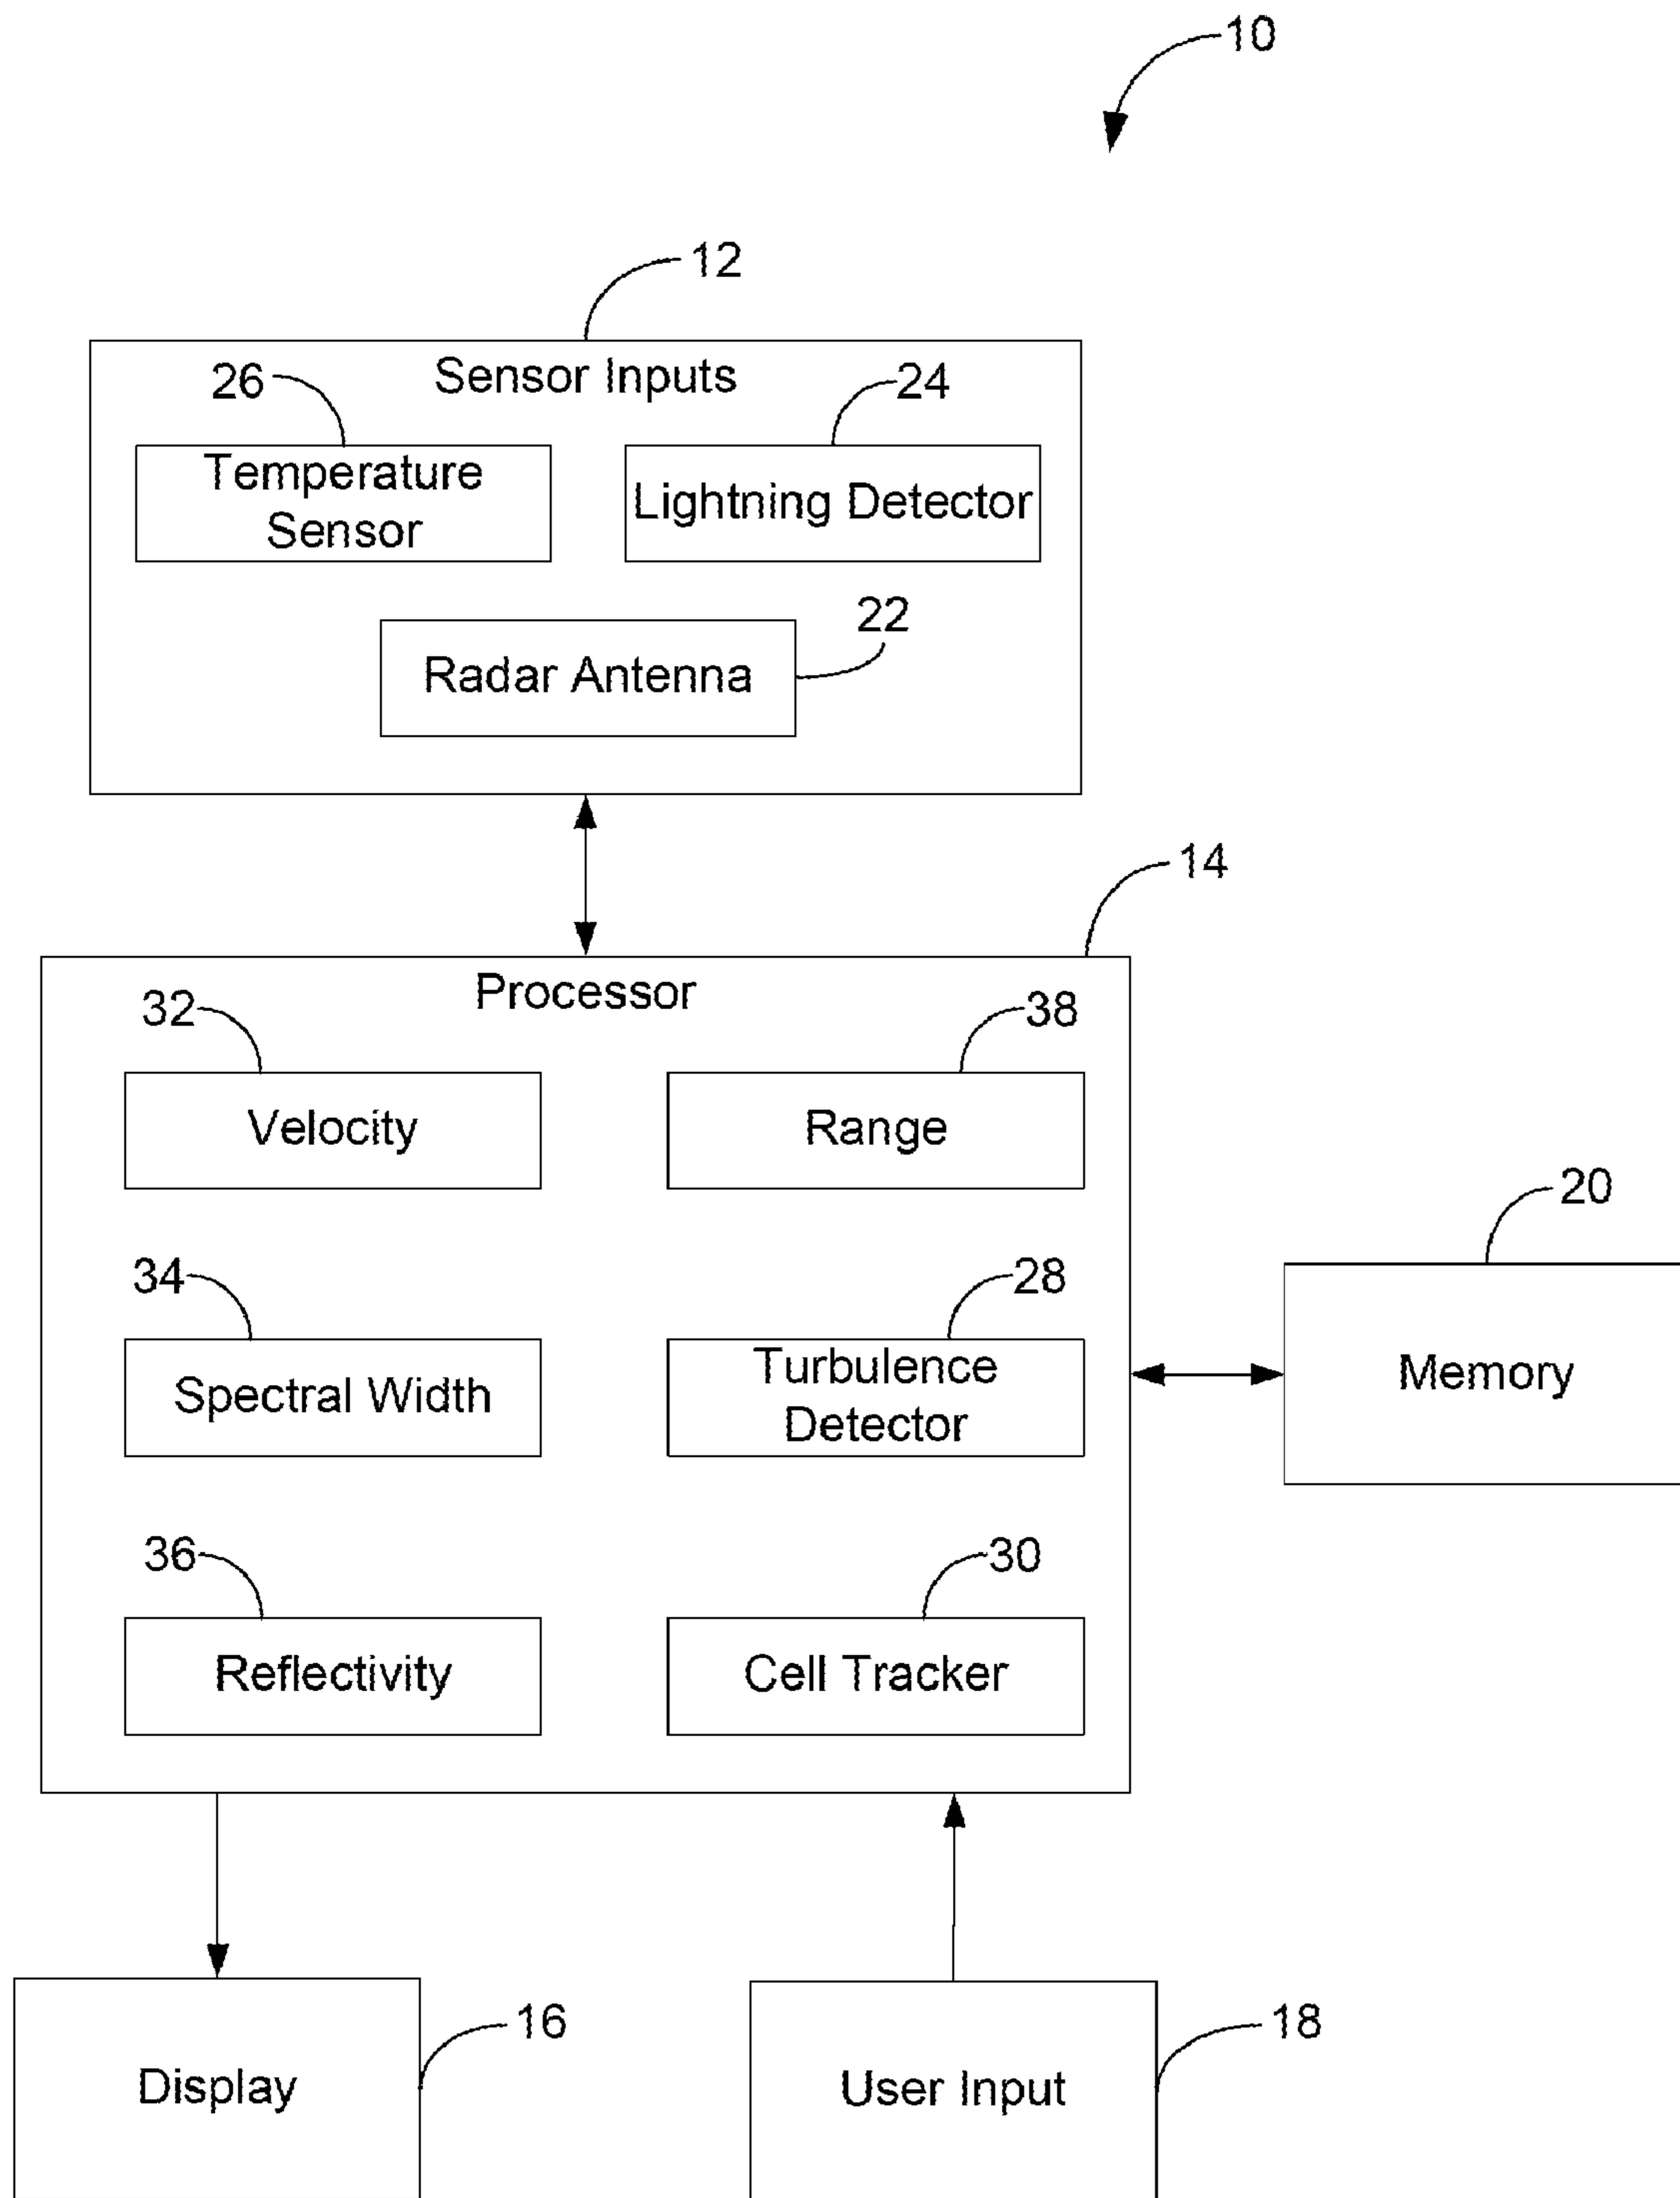 10
12
Sensor Inputs
26
24
Temperature
Sensor
Lightning Detector
22
Radar Antenna
14
Processor
32
38
Velocity
Range
20
34
28
Spectral Width
Turbulence
Detector
Memory
36
30
Reflectivity
Cell Tracker
16
18
Display
User Input